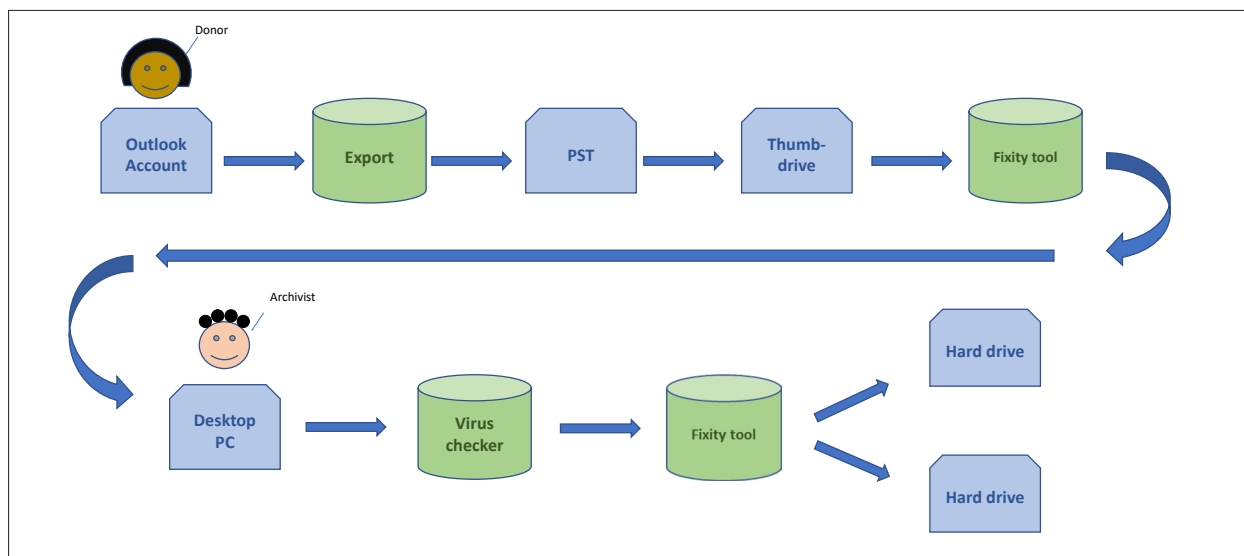 Donor
Outlook
Account
Export
PST
Thumb-
drive
Fixity tool
Archivist
Desktop
PC
Virus
checker
Fixity tool
Hard drive
Hard drive